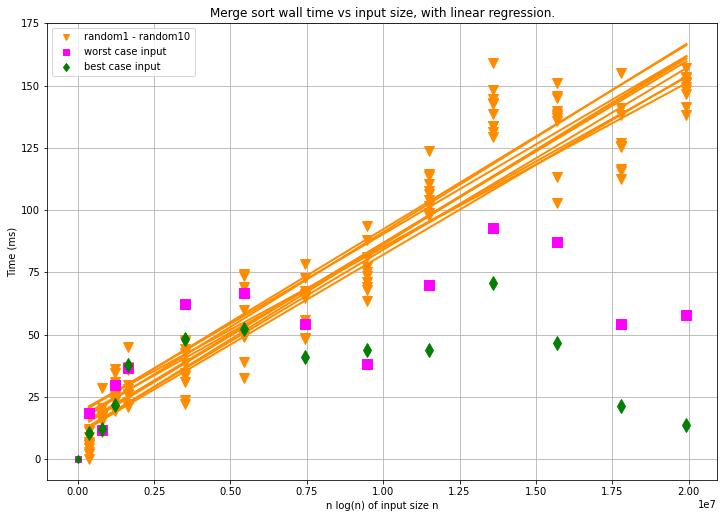 Merge sort wall time vs input size, with linear regression.
random1 - random10
worst case input
best case input
Time (ms)
175
150
125
100
75
50
25
0
0.00
0.25
0.50
0.75
1.00
1.25
1.50
1.75
2.00
1e7
n log(n) of input size n